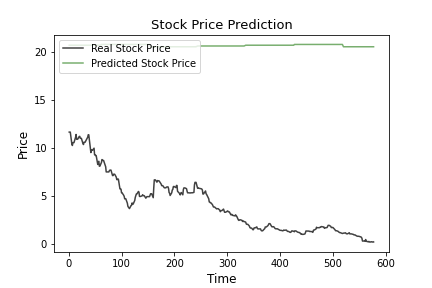 Stock Price Prediction
Real Stock Price
Predicted Stock Price
20
15
10
5
0
Price
0 100 200 300 400 500 600
Time